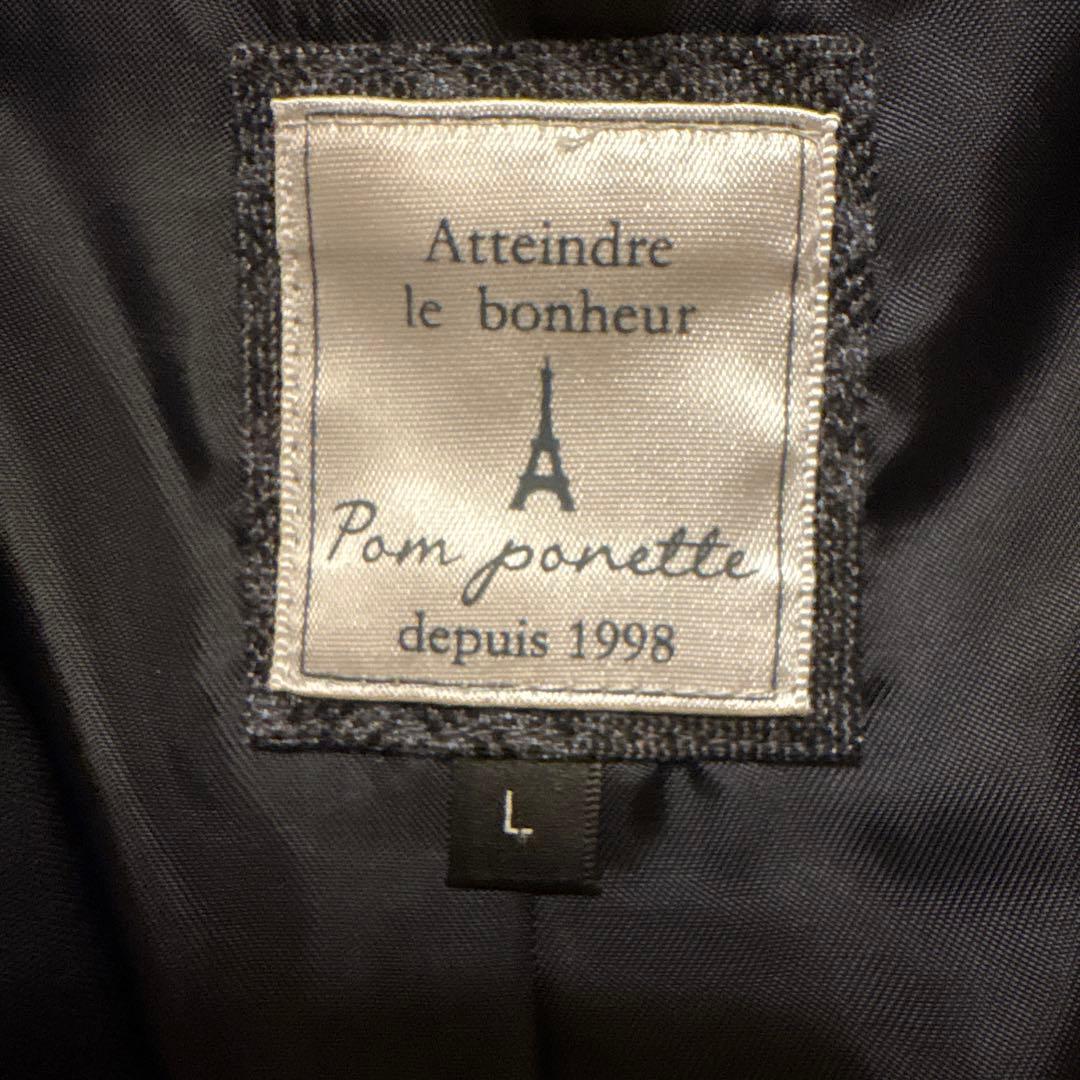 Atteindre
le bonheur
Pom ponette
depuis 1998
L